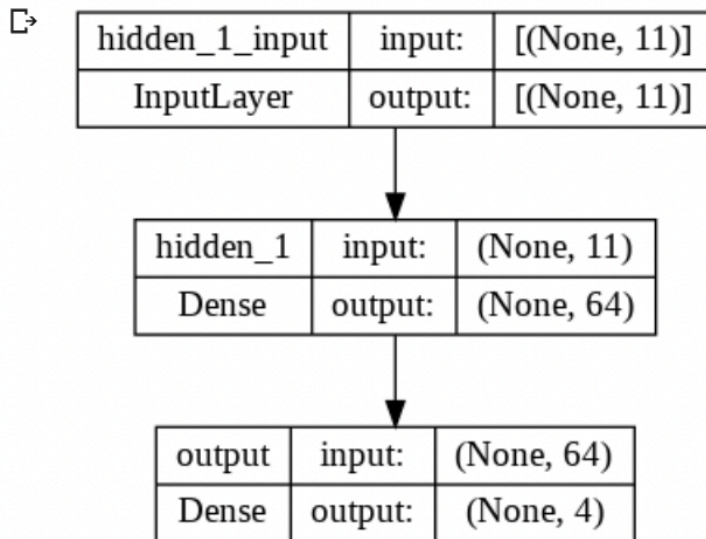 hidden_1_input input: [(None, 11)]
InputLayer output: [(None, 11)]
hidden_1 input: (None, 11)
Dense output: (None, 64)
output input: (None, 64)
Dense output: (None, 4)